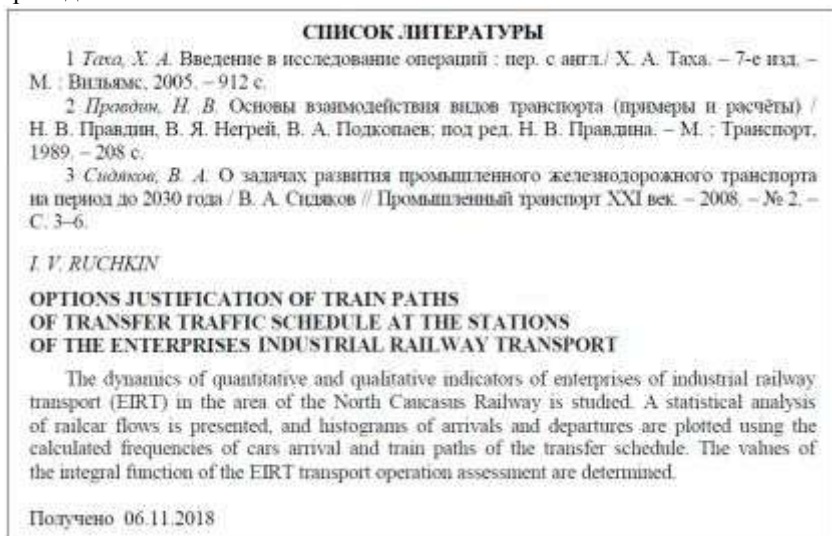 СПИСОК ЛИТЕРАТУРЫ
1 Таха, Х. А. Введение в исследование операций : пер. с англ./ Х. А. Таха. – 7-е изд. –
М. : Вильямс, 2005. – 912 с.
2 Правдин, Н. В. Основы взаимодействия видов транспорта (примеры и расчёты) /
Н. В. Правдин, В. Я. Негрей, В. А. Подкопаев; под ред. Н. В. Правдина. – М. : Транспорт,
1989. – 208 с.
3 Сидяков, В. А. О задачах развития промышленного железнодорожного транспорта
на период до 2030 года / В. А. Сидяков // Промышленный транспорт XXI век. – 2008. – № 2. –
С. 3–6.
I. V. RUCHKIN
OPTIONS JUSTIFICATION OF TRAIN PATHS
OF TRANSFER TRAFFIC SCHEDULE AT THE STATIONS
OF THE ENTERPRISES INDUSTRIAL RAILWAY TRANSPORT
The dynamics of quantitative and qualitative indicators of enterprises of industrial railway
transport (EIRT) in the area of the North Caucasus Railway is studied. A statistical analysis
of railcar flows is presented, and histograms of arrivals and departures are plotted using the
calculated frequencies of cars arrival and train paths of the transfer schedule. The values of
the integral function of the EIRT transport operation assessment are determined.
Получено 06.11.2018